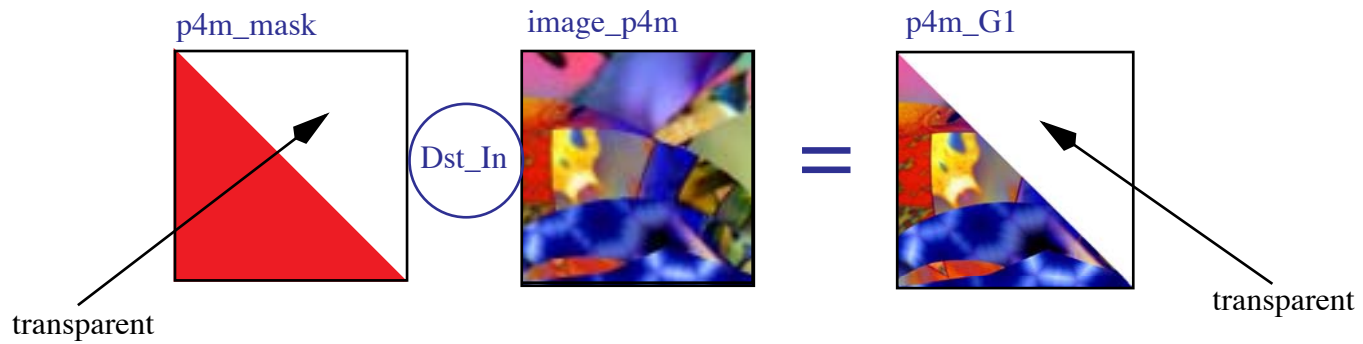 p4m_mask
image_p4m
p4m_G1
Dst_In
=
transparent
transparent